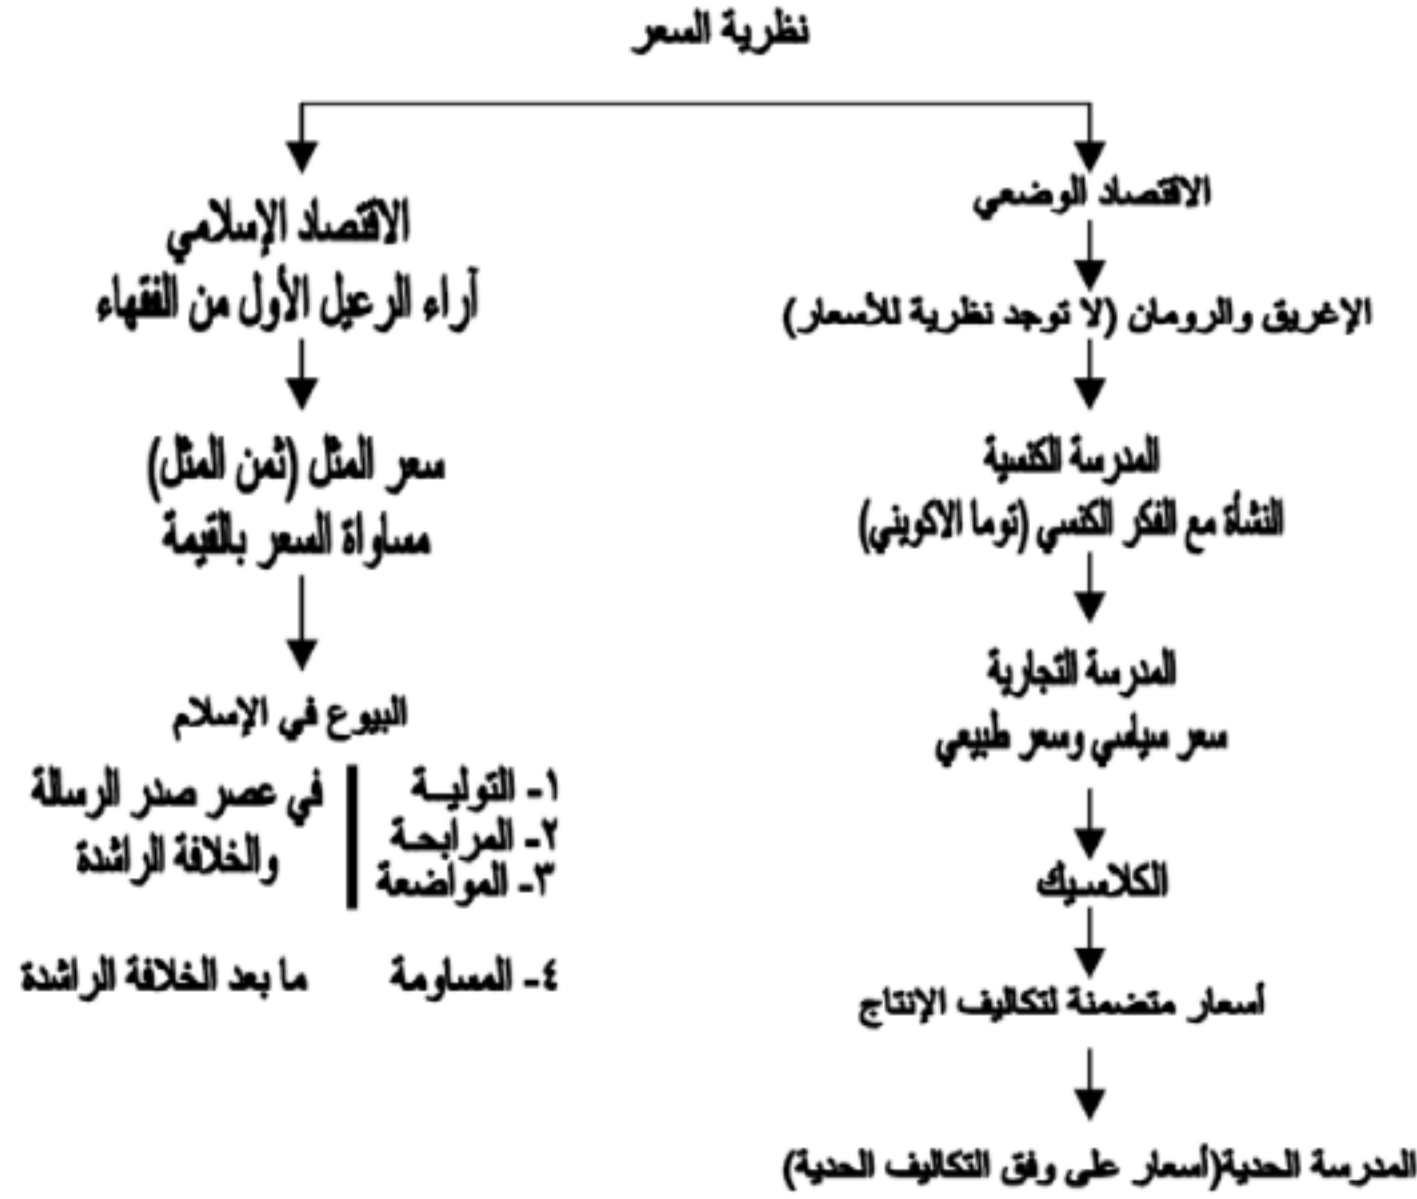 نظرية السعر
الاقتصاد الوضعي
الإغريق والرومان (لا توجد نظرية للأسعار)
المدرسة الكنسية
النشأة مع الفكر الكنسي (توما الاكويني)
المدرسة التجارية
سعر سياسي وسعر طبيعي
الكلاسيك
أسعار متضمنة لتكاليف الإنتاج
المدرسة الحدية(أسعار على وفق التكاليف الحدية)
الاقتصاد الإسلامي
آراء الرعيل الأول من الفقهاء
سعر المثل (ثمن المثل)
مساواة السعر بالقيمة
البيوع في الإسلام
١- التوليــة
٢- المرابحـة
٣- المواضعة
في عصر صدر الرسالة
والخلافة الراشدة
٤- المساومة ما بعد الخلافة الراشدة